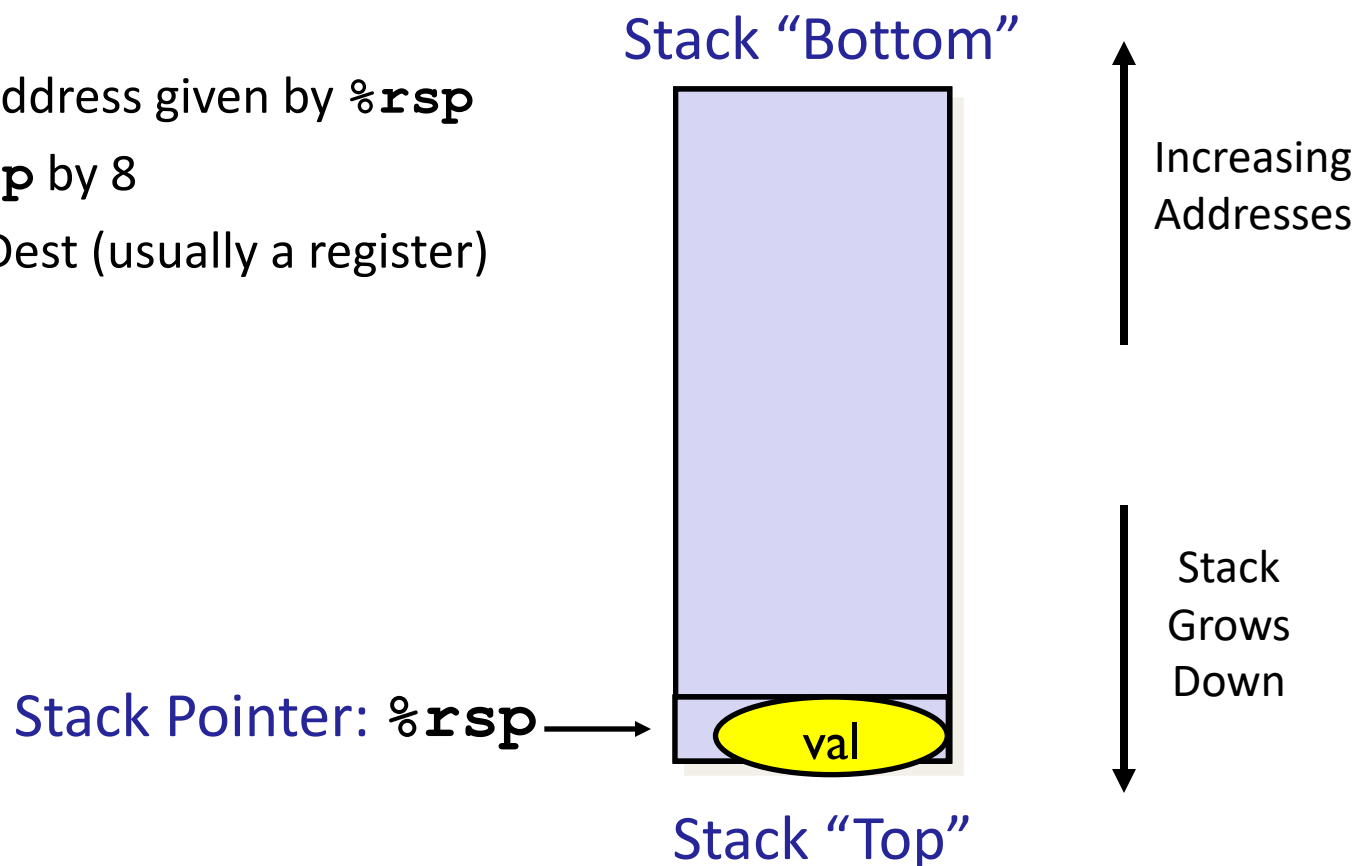 Stack “Bottom”
ddress given by %rsp
p by 8
Dest (usually a register)
Increasing
Addresses
Stack
Grows
Down
Stack Pointer: %rsp
val
Stack “Top”